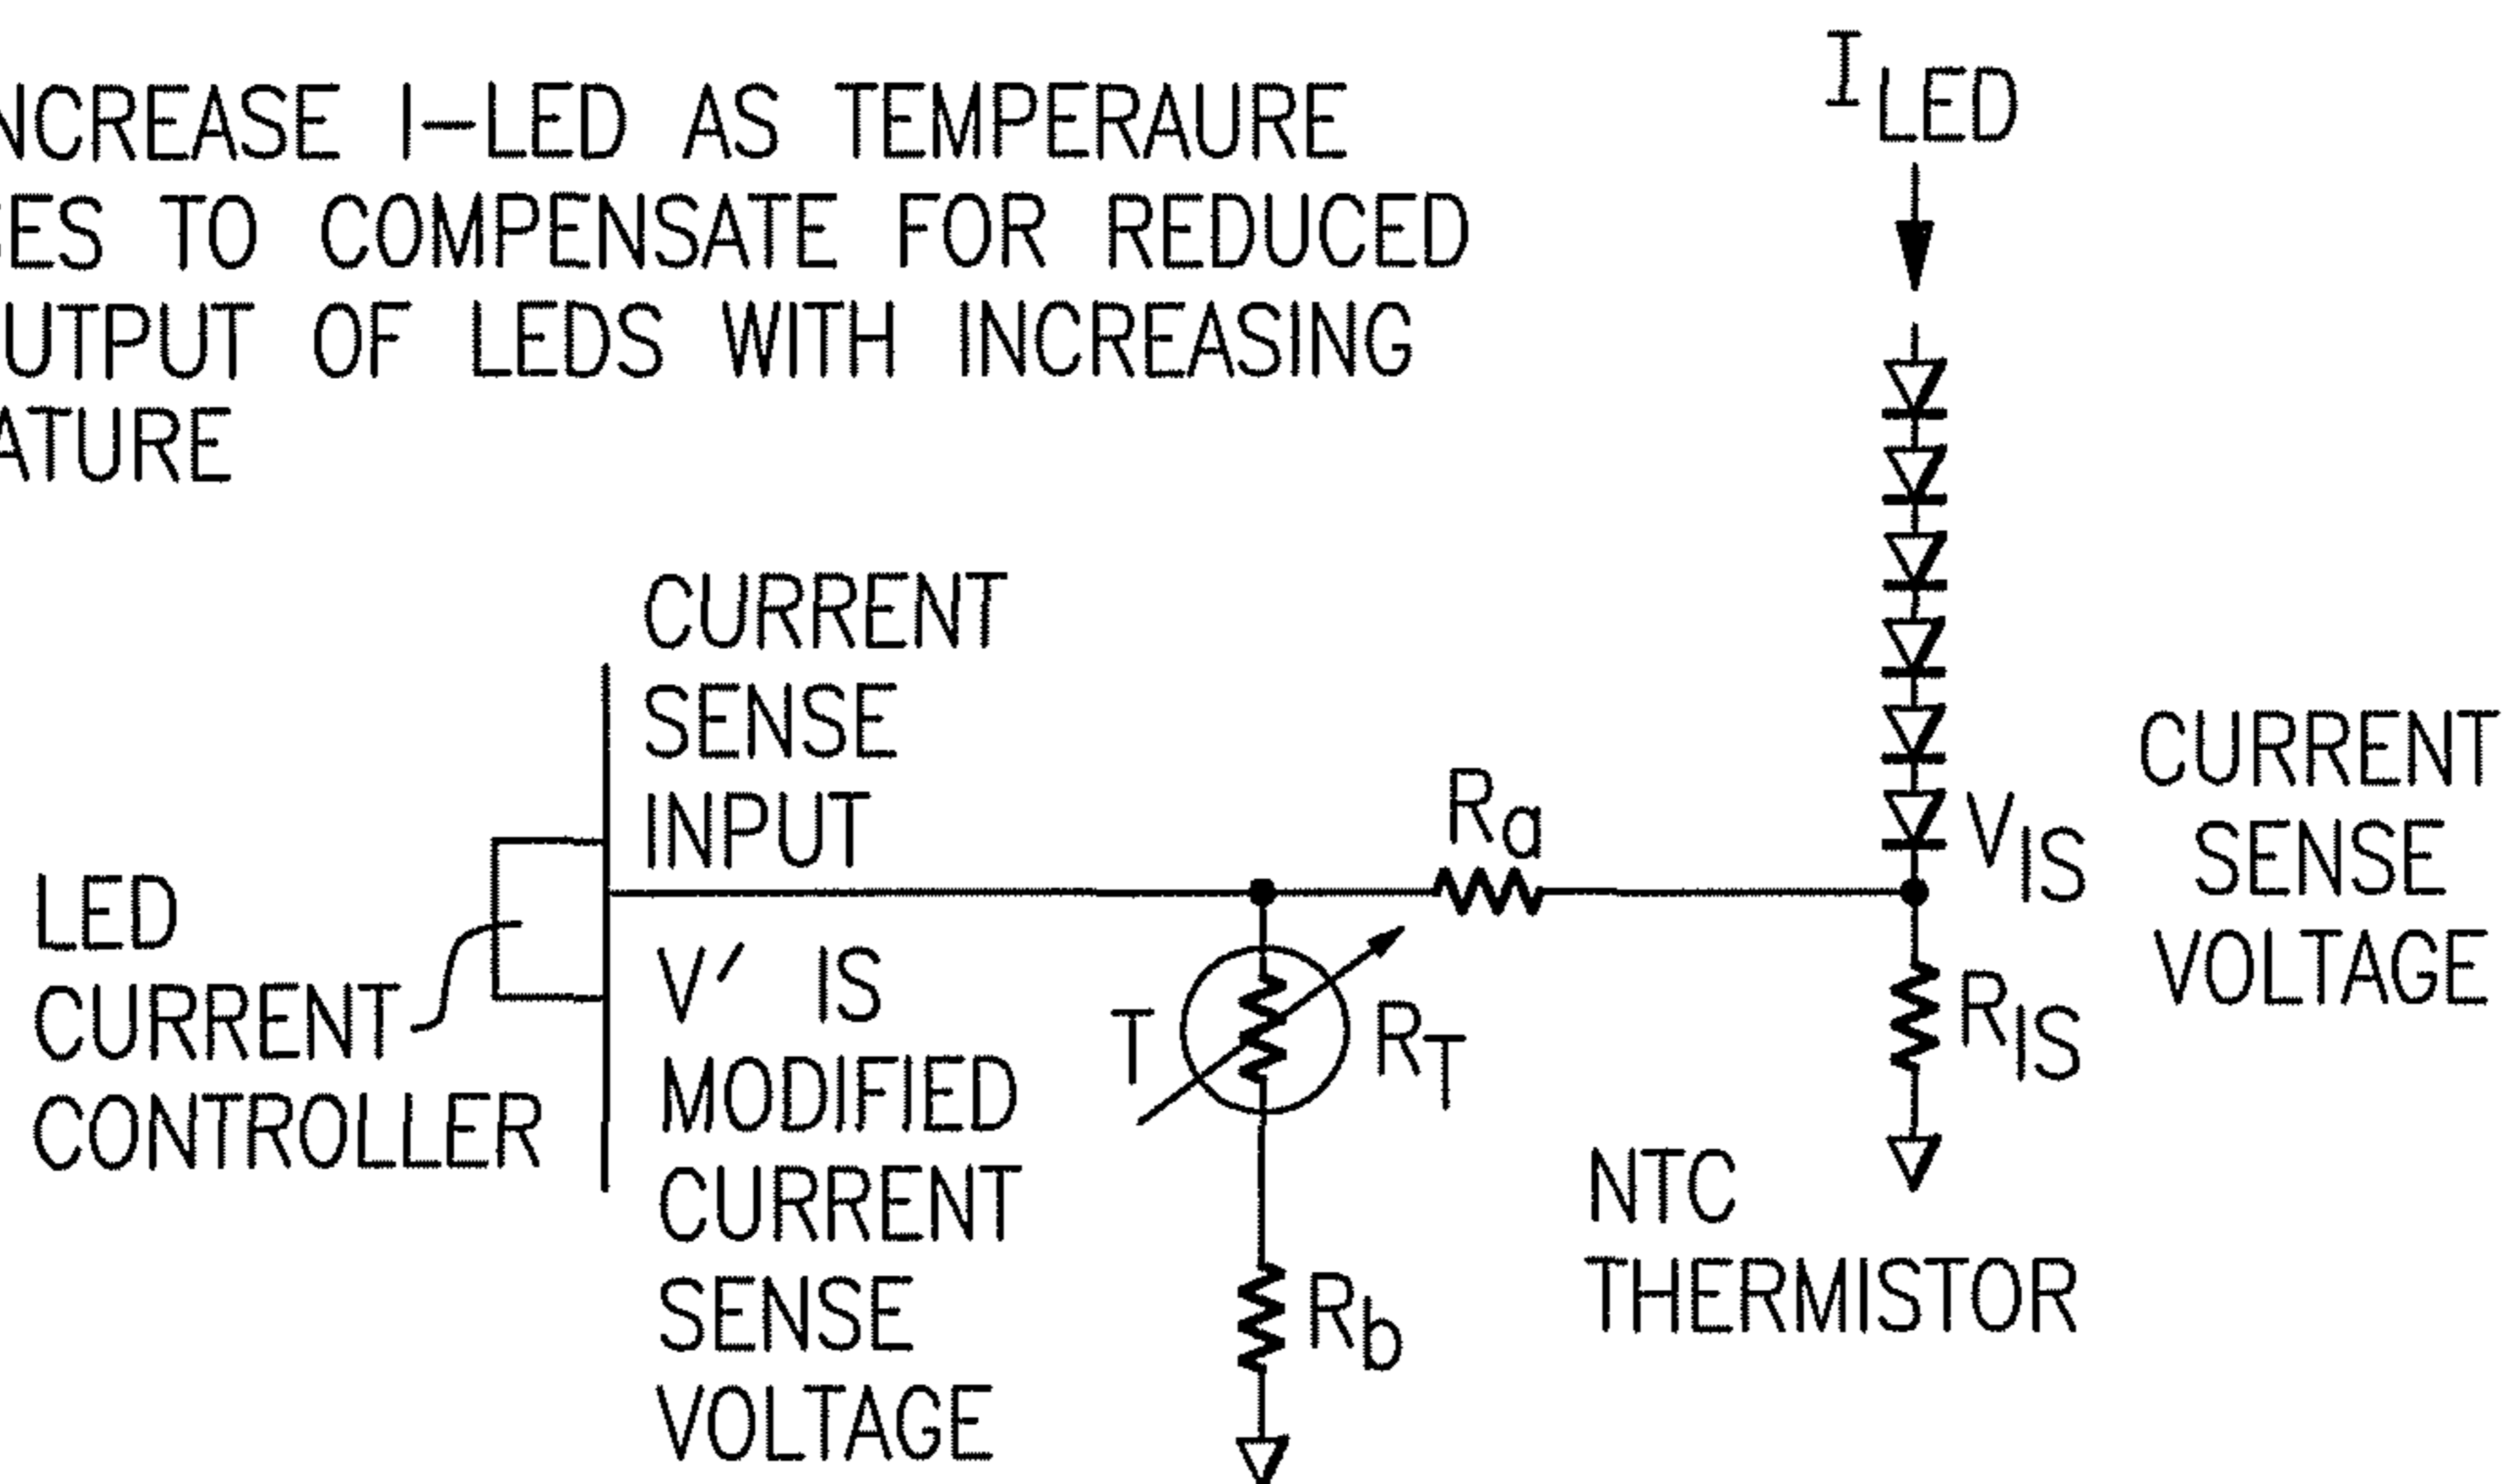 NCREASE I-LED AS TEMPERAURE
ES TO COMPENSATE FOR REDUCED
UTPUT OF LEDS WITH INCREASING
ATURE
I LED
CURRENT
SENSE
INPUT
LED
CURRENT
CONTROLLER
V' IS
MODIFIED
CURRENT
SENSE
VOLTAGE
Ra
T
RT
Rb
VIS
CURRENT
SENSE
VOLTAGE
RIS
NTC
THERMISTOR